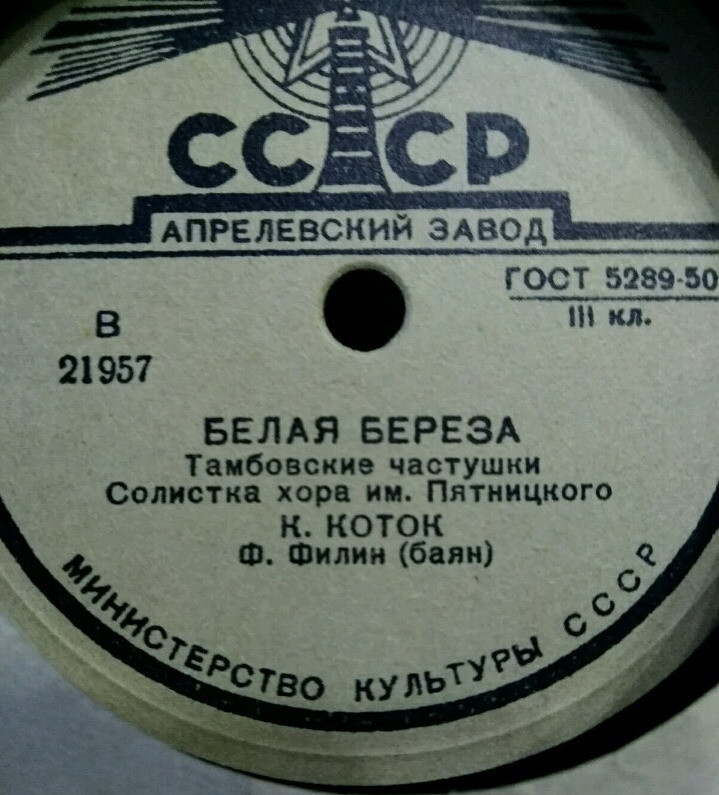 СССР
АПРЕЛЕВСКИЙ ЗАВОД
ГОСТ 5289-50
III кл.
В
21957
БЕЛАЯ БЕРЕЗА
Тамбовские частушки
Солистка хора им. Пятницкого
К. КОТОК
Ф. Филин (баян)
МИНИСТЕРСТВО КУЛЬТУРЫ СССР